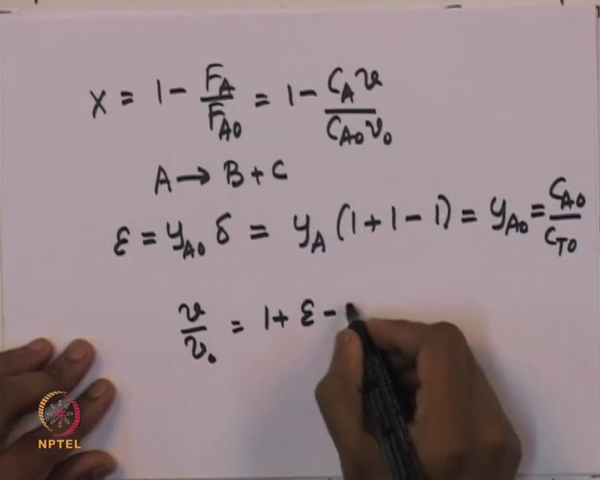 X = 1 - F_A / F_A0 = 1 - C_A v / C_A0 v_0
A → B + C
ε = y_A0 δ = y_A (1 + 1 - 1) = y_A0 = C_A0 / C_T0
v / v_0 = 1 + ε -
NPTEL